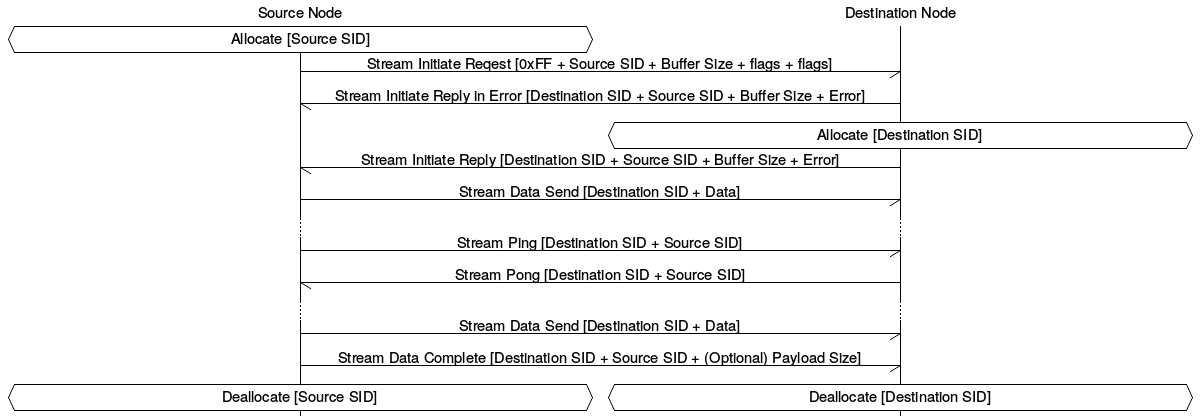 Source Node
Destination Node
Allocate [Source SID]
Stream Initiate Reqest [0xFF + Source SID + Buffer Size + flags + flags]
Stream Initiate Reply in Error [Destination SID + Source SID + Buffer Size + Error]
Allocate [Destination SID]
Stream Initiate Reply [Destination SID + Source SID + Buffer Size + Error]
Stream Data Send [Destination SID + Data]
Stream Ping [Destination SID + Source SID]
Stream Pong [Destination SID + Source SID]
Stream Data Send [Destination SID + Data]
Stream Data Complete [Destination SID + Source SID + (Optional) Payload Size]
Deallocate [Source SID]
Deallocate [Destination SID]